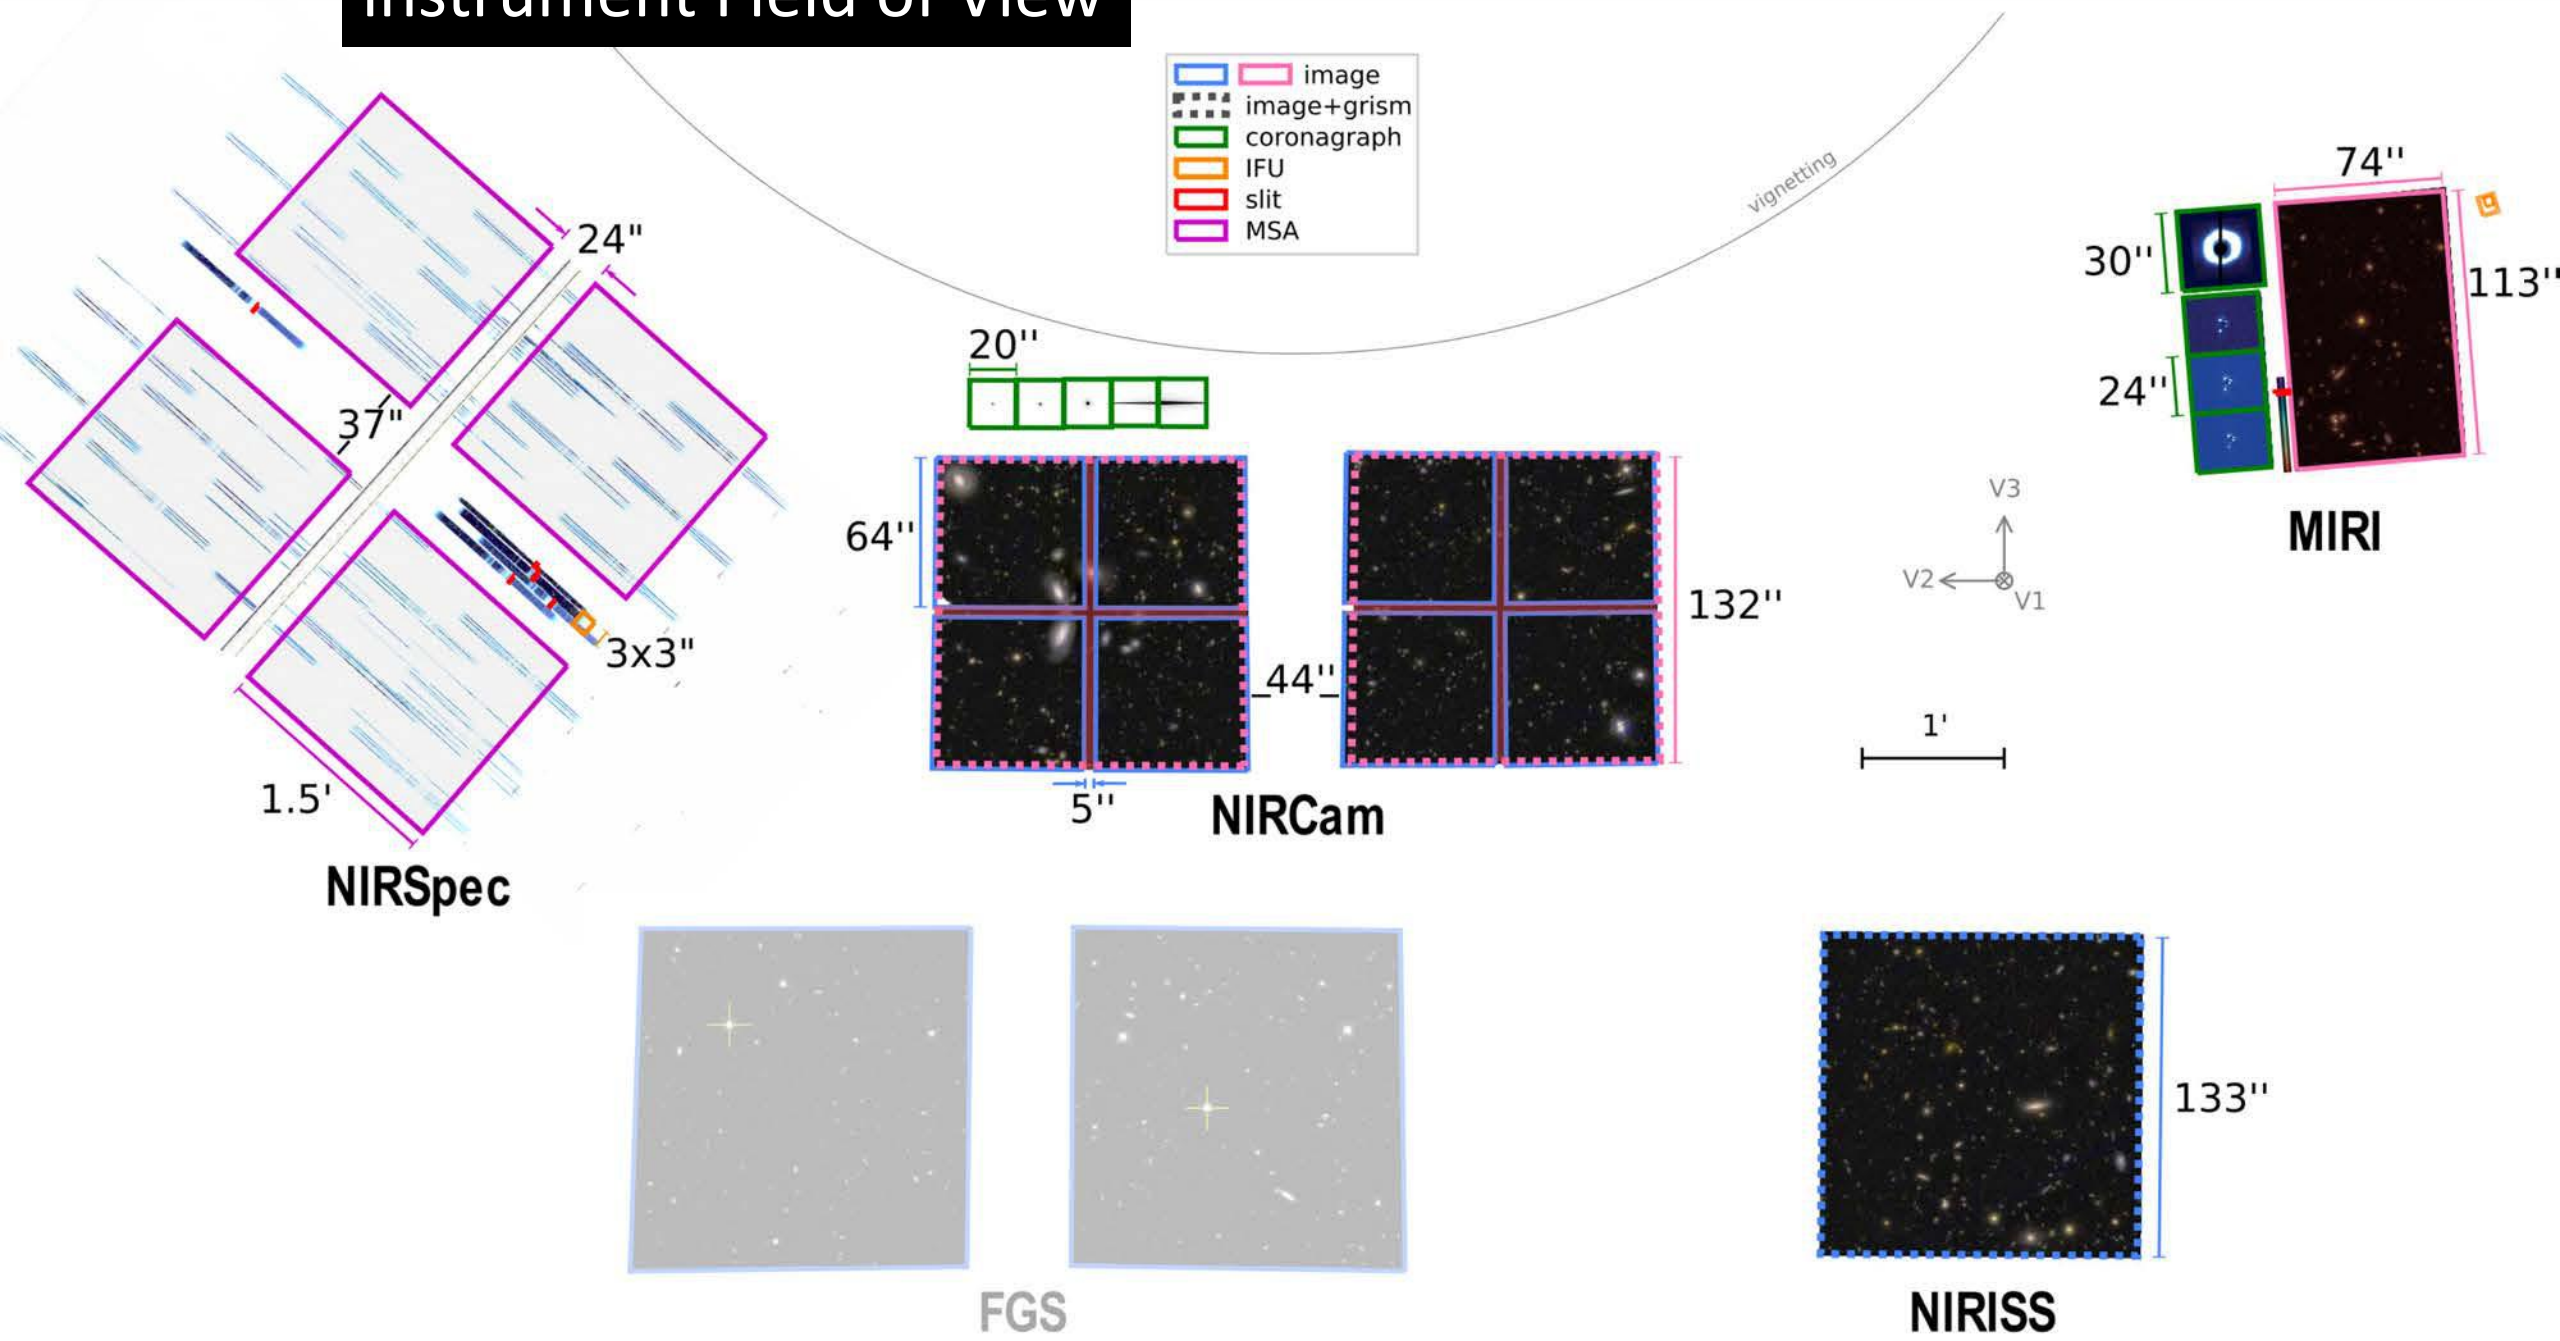 Instrument Field of View
image
image+grism
coronagraph
IFU
slit
MSA
vignetting
24"
37"
3x3"
1.5'
NIRSpec
20''
64''
44''
132''
5''
NIRCam
74''
30''
113''
24''
MIRI
V3
V2
V1
1'
FGS
133''
NIRISS